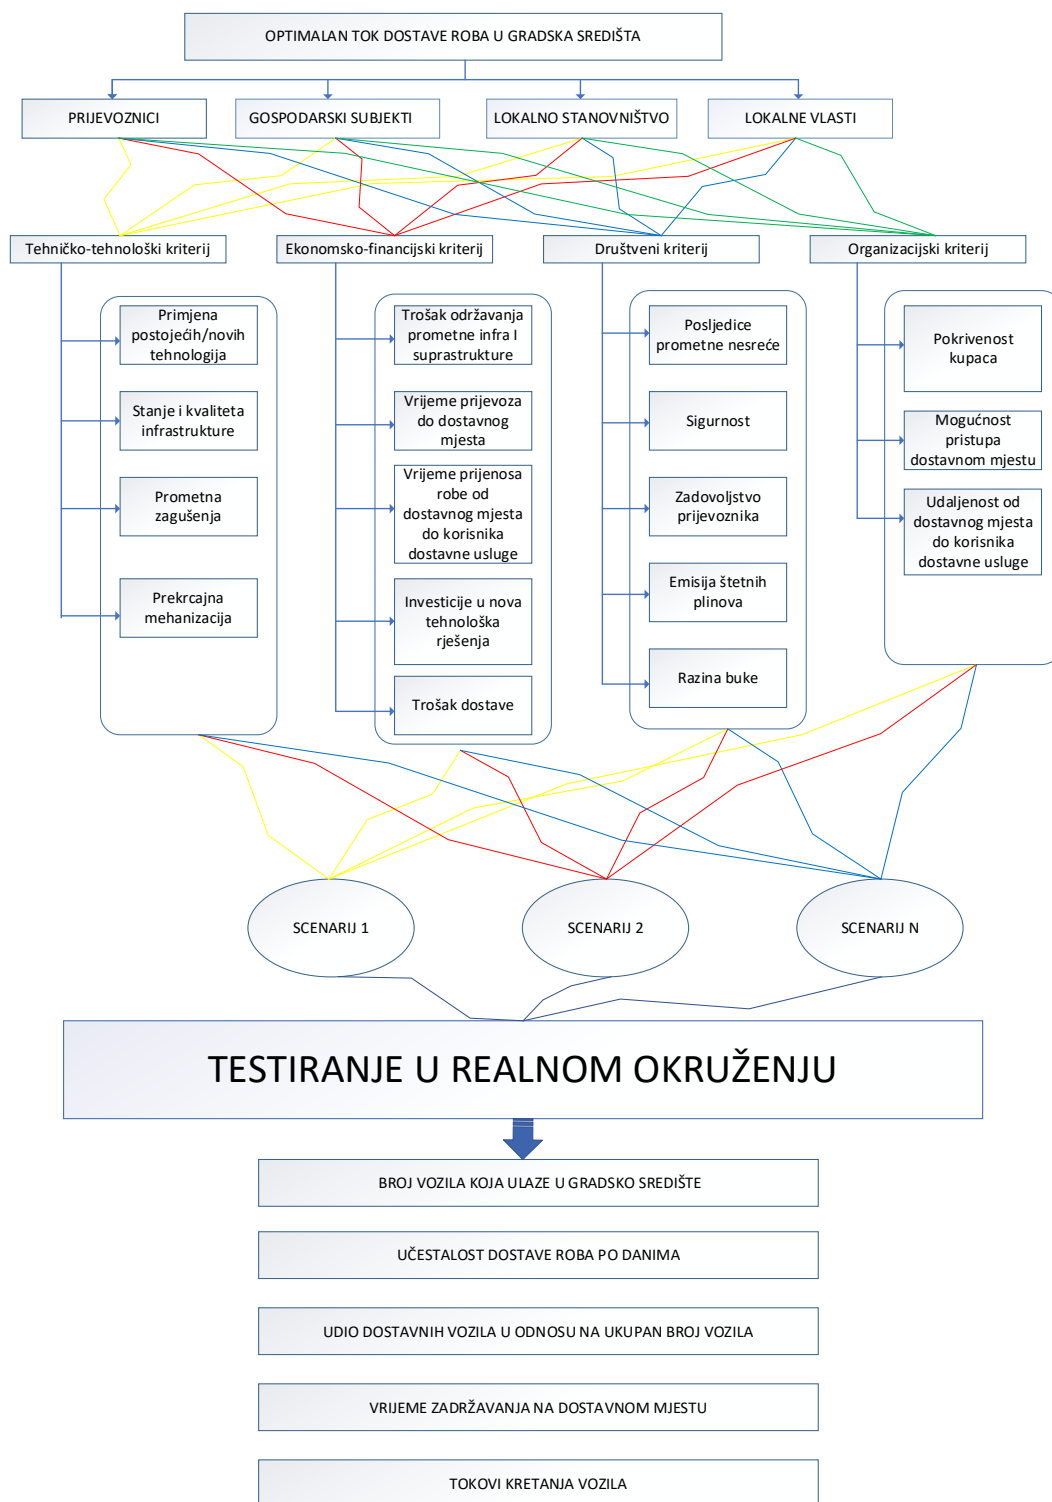 OPTIMALAN TOK DOSTAVE ROBA U GRADSKA SREDIŠTA
PRIJEVOZNICI
GOSPODARSKI SUBJEKTI
LOKALNO STANOVNIŠTVO
LOKALNE VLASTI
Tehničko-tehnološki kriterij
Ekonomsko-financijski kriterij
Društveni kriterij
Organizacijski kriterij
Primjena
postojećih/novih
tehnologija
Stanje i kvaliteta
infrastrukture
Prometna
zagušenja
Prekrcajna
mehanizacija
Trošak održavanja
prometne infra I
suprastrukture
Vrijeme prijevoza
do dostavnog
mjesta
Vrijeme prijenosa
robe od
dostavnog mjesta
do korisnika
dostavne usluge
Investicije u nova
tehnološka
rješenja
Trošak dostave
Posljedice
prometne nesreće
Sigurnost
Zadovoljstvo
prijevoznika
Emisija štetnih
plinova
Razina buke
Pokrivenost
kupaca
Mogućnost
pristupa
dostavnom mjestu
Udaljenost od
dostavnog mjesta
do korisnika
dostavne usluge
SCENARIJ 1
SCENARIJ 2
SCENARIJ N
TESTIRANJE U REALNOM OKRUŽENJU
BROJ VOZILA KOJA ULAZE U GRADSKO SREDIŠTE
UČESTALOST DOSTAVE ROBA PO DANIMA
UDIO DOSTAVNIH VOZILA U ODNOSU NA UKUPAN BROJ VOZILA
VRIJEME ZADRŽAVANJA NA DOSTAVNOM MJESTU
TOKOVI KRETANJA VOZILA